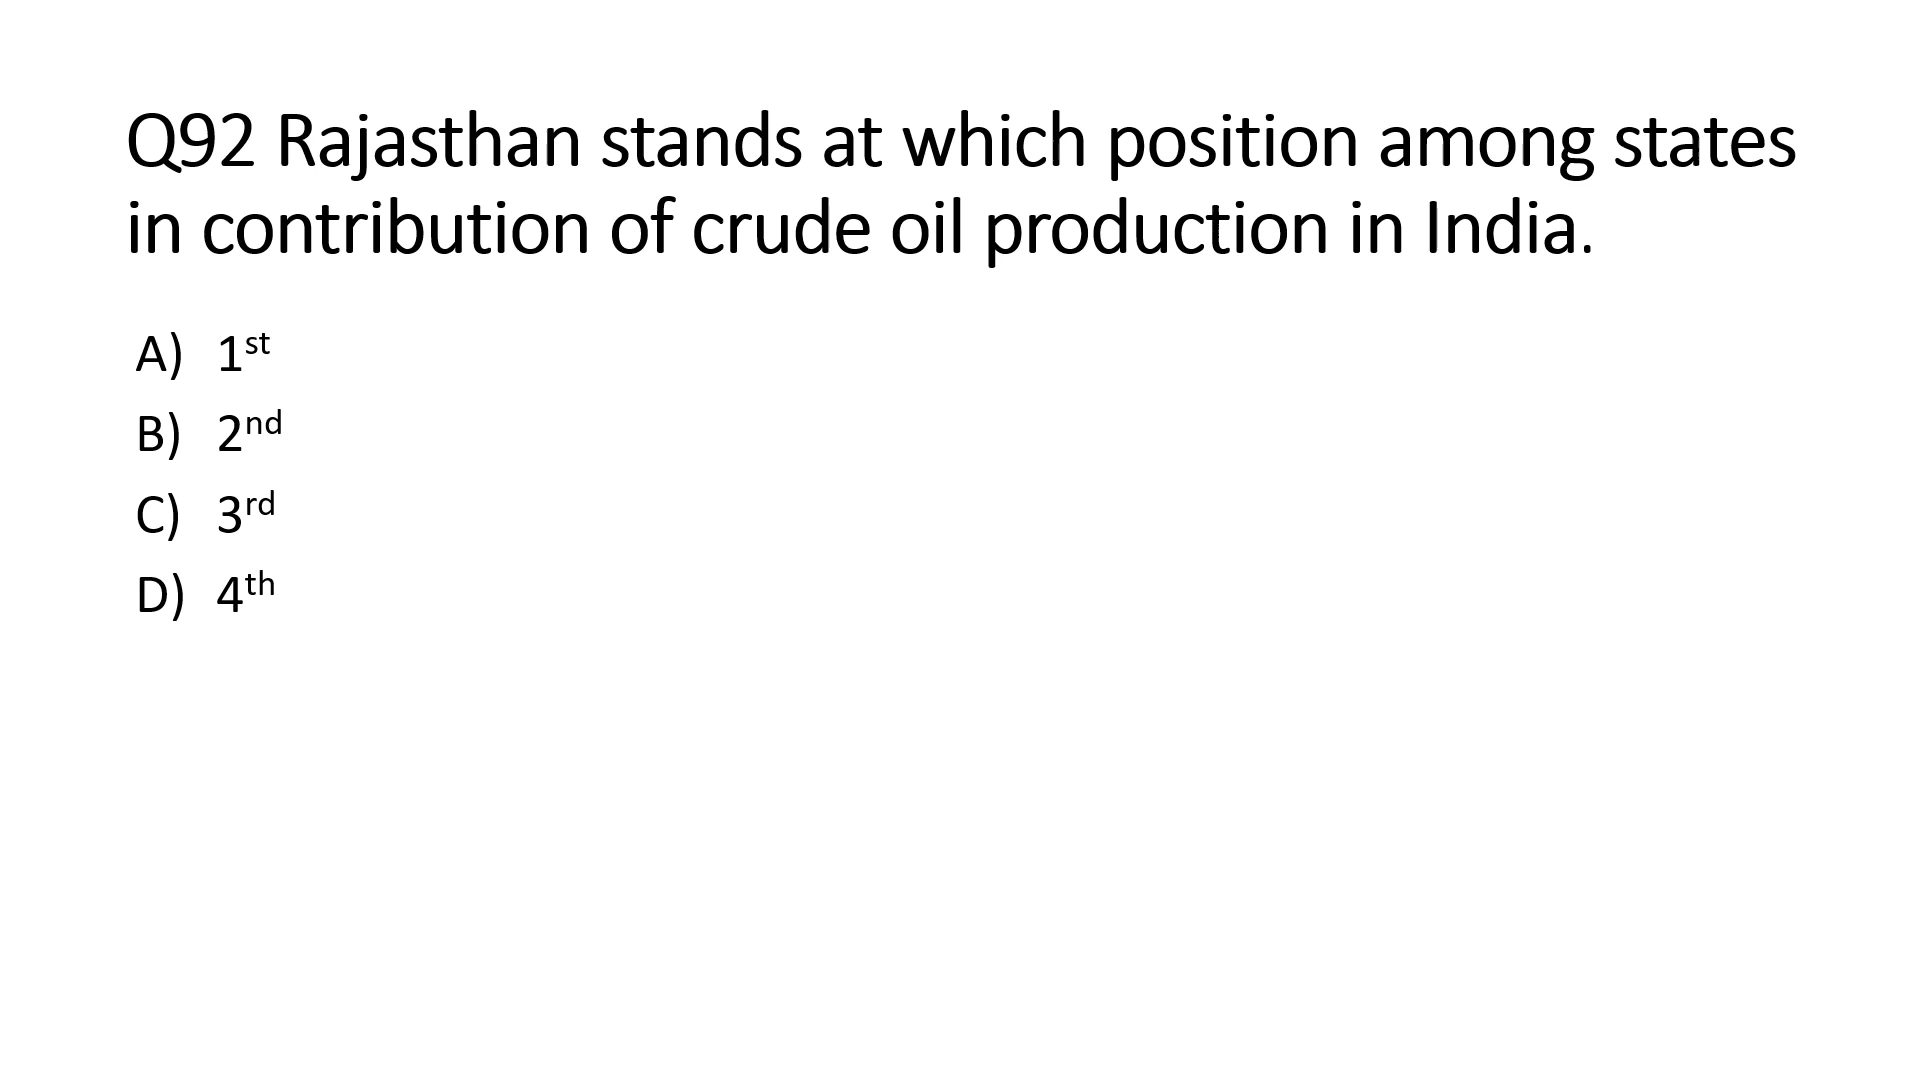 Q92 Rajasthan stands at which position among states
in contribution of crude oil production in India.
A) 1st
B) 2nd
C) 3rd
D) 4th